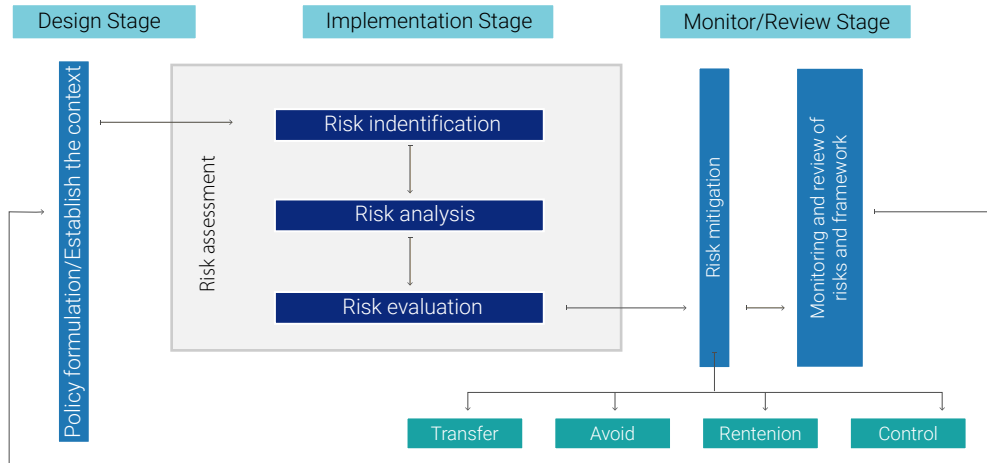 Design Stage
Implementation Stage
Monitor/Review Stage
Policy formulation/Establish the context
Risk assessment
Risk indentification
Risk analysis
Risk evaluation
Risk mitigation
Monitoring and review of
risks and framework
Transfer
Avoid
Rentenion
Control